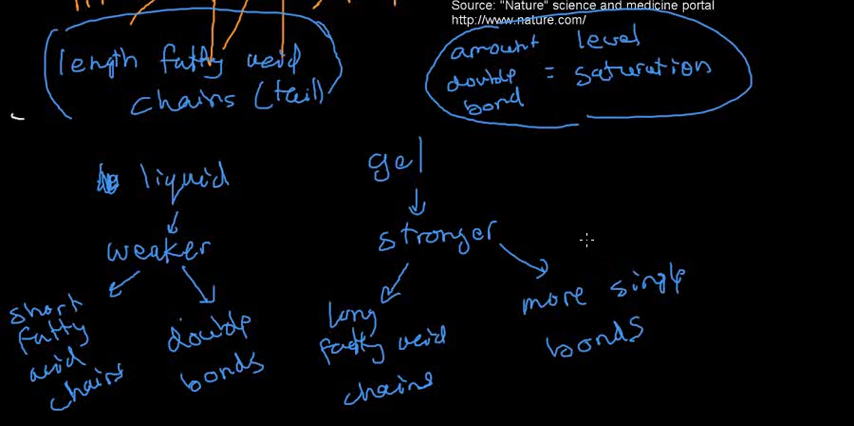 Source: "Nature" science and medicine portal
http://www.nature.com/
length fatty acid
chains (tail)
amount level
double = saturation
bond
liquid
gel
weaker
stronger
short
fatty
acid
chains
double
bonds
long
fatty acid
chains
more single
bonds